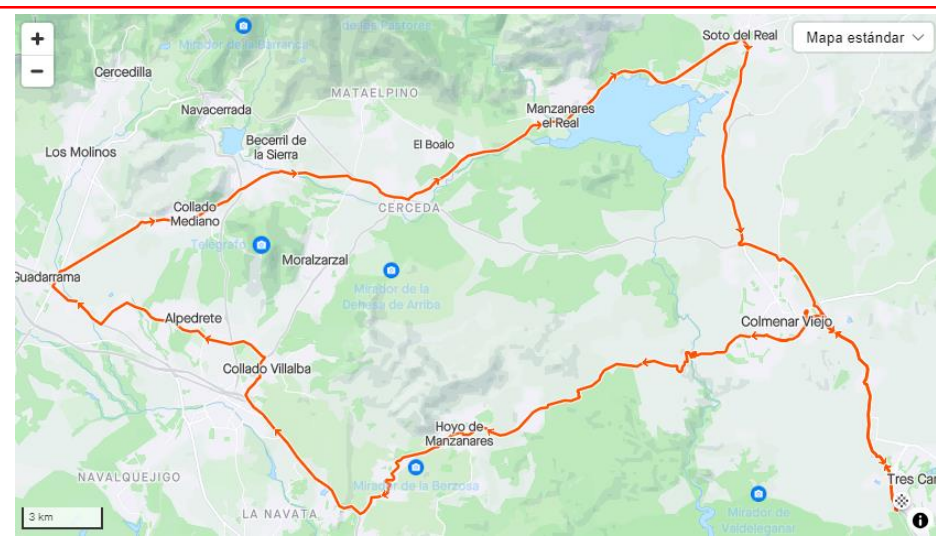 de los Pastores
Soto del Real
Mapa estándar
+
−
Mirador de la Barranca
Cercedilla
MATAELPINO
Navacerrada
Manzanares
el Real
Becerril de
la Sierra
El Boalo
Los Molinos
Collado
Mediano
CERCEDA
Telégrafo
Moralzarzal
Guadarrama
Mirador de la
Dehesa de Arriba
Alpedrete
Colmenar Viejo
Collado Villalba
Hoyo de
Manzanares
NAVALQUEJIGO
Mirador de la Berzosa
Tres Can
LA NAVATA
Mirador de
Valdeleganar
3 km